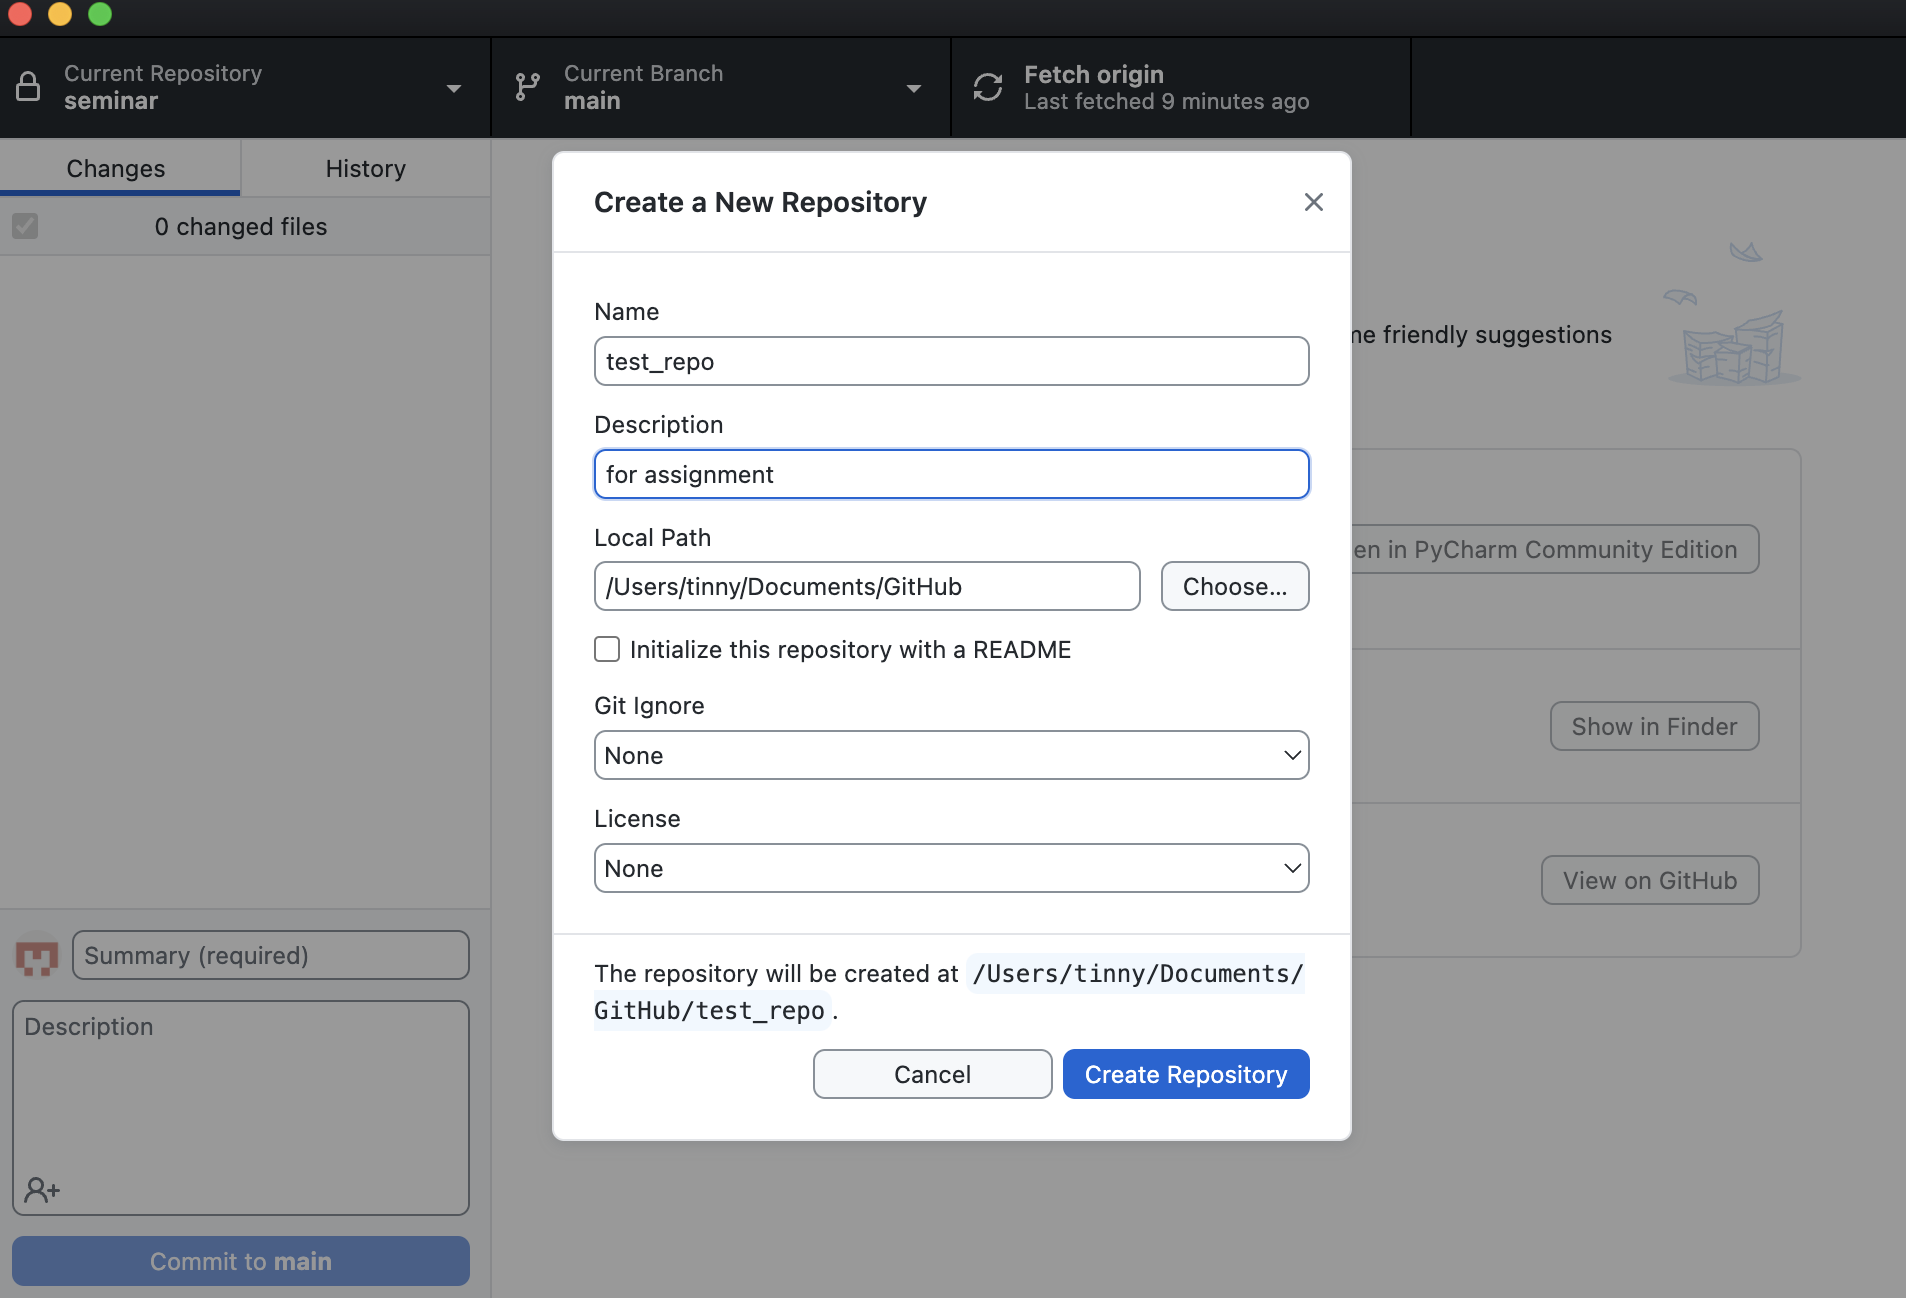 Current Repository
seminar
Current Branch
main
Fetch origin
Last fetched 9 minutes ago
Changes
History
0 changed files
Create a New Repository
Name
test_repo
Description
for assignment
Local Path
/Users/tinny/Documents/GitHub
Choose...
Initialize this repository with a README
Git Ignore
None
License
None
The repository will be created at /Users/tinny/Documents/
GitHub/test_repo.
Cancel
Create Repository
friendly suggestions
in PyCharm Community Edition
Show in Finder
View on GitHub
Summary (required)
Description
Commit to main